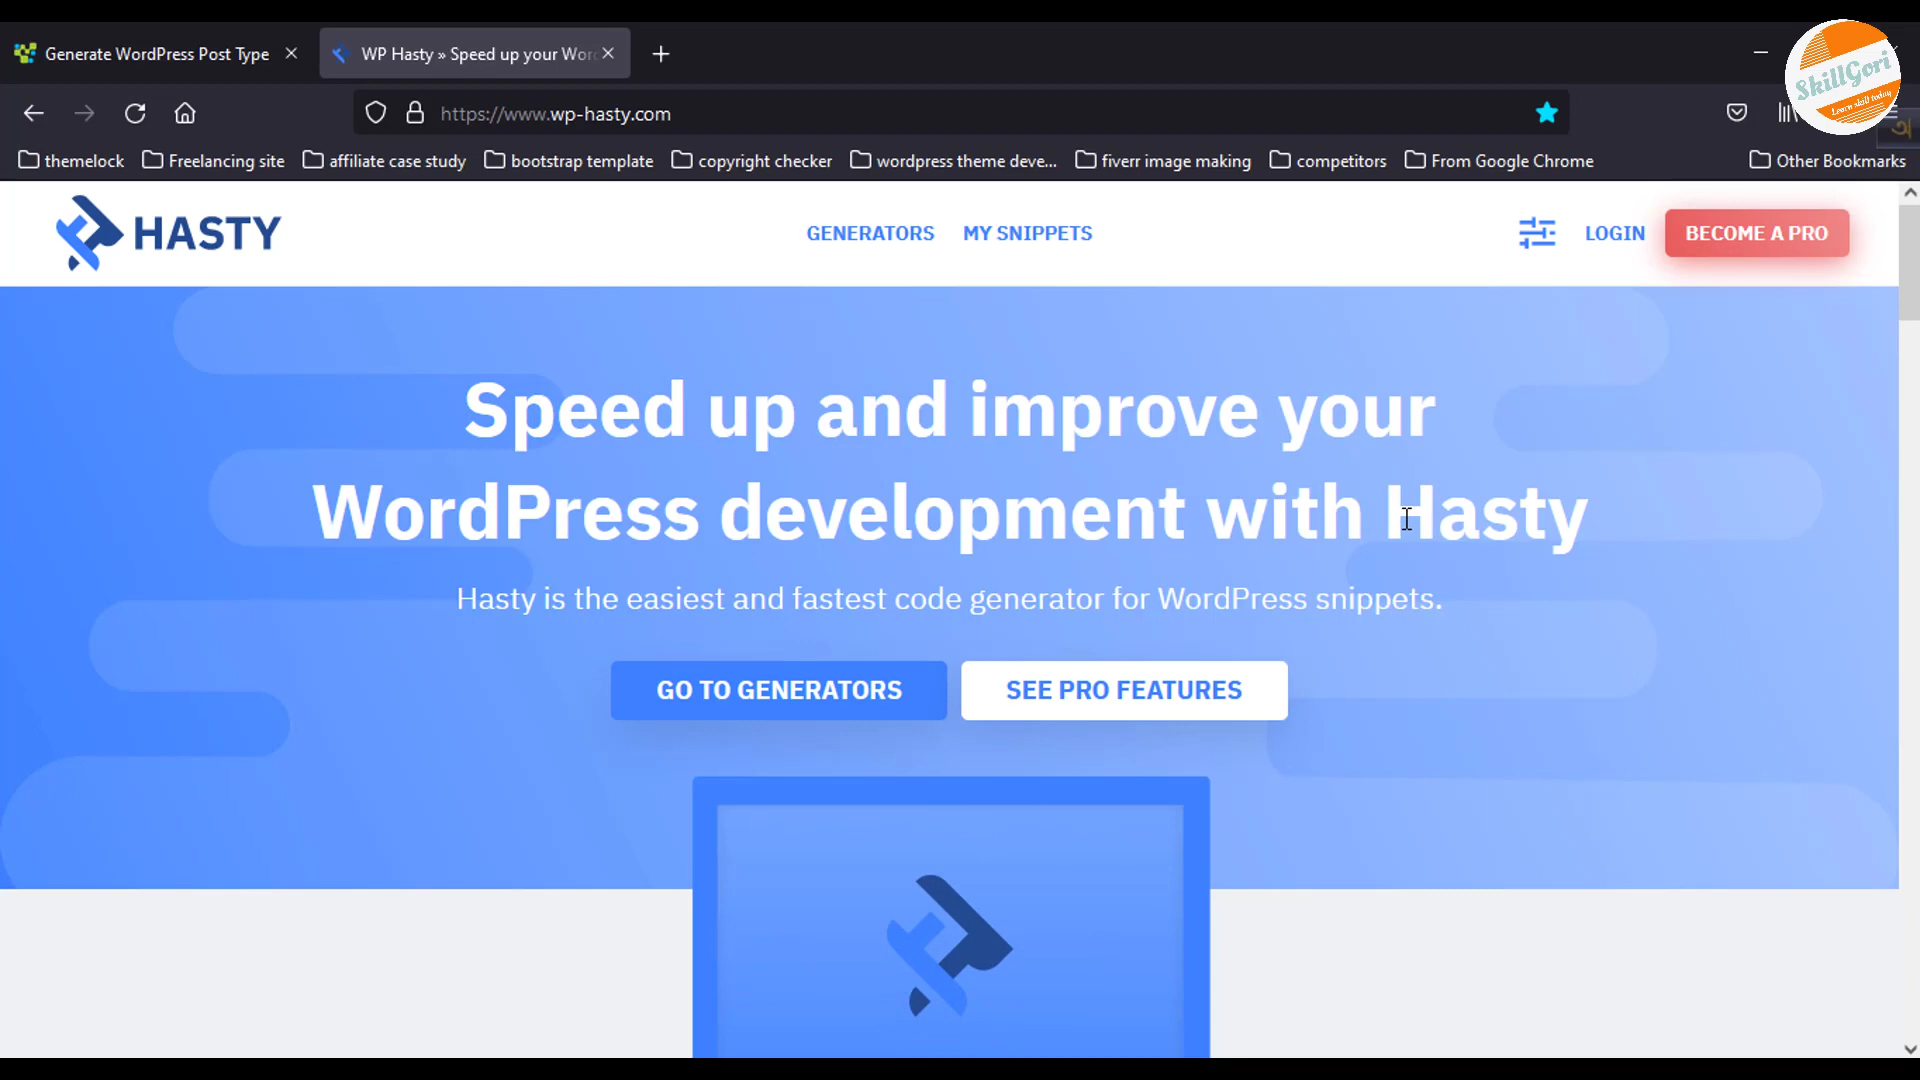 Generate WordPress Post Type
WP Hasty » Speed up your Wor
SkillGori
Learn skill today
https://www.wp-hasty.com
অ
themelock
Freelancing site
affiliate case study
bootstrap template
copyright checker
wordpress theme deve...
fiverr image making
competitors
From Google Chrome
Other Bookmarks
HASTY
GENERATORS
MY SNIPPETS
LOGIN
BECOME A PRO
Speed up and improve your
WordPress development with Hasty
Hasty is the easiest and fastest code generator for WordPress snippets.
GO TO GENERATORS
SEE PRO FEATURES